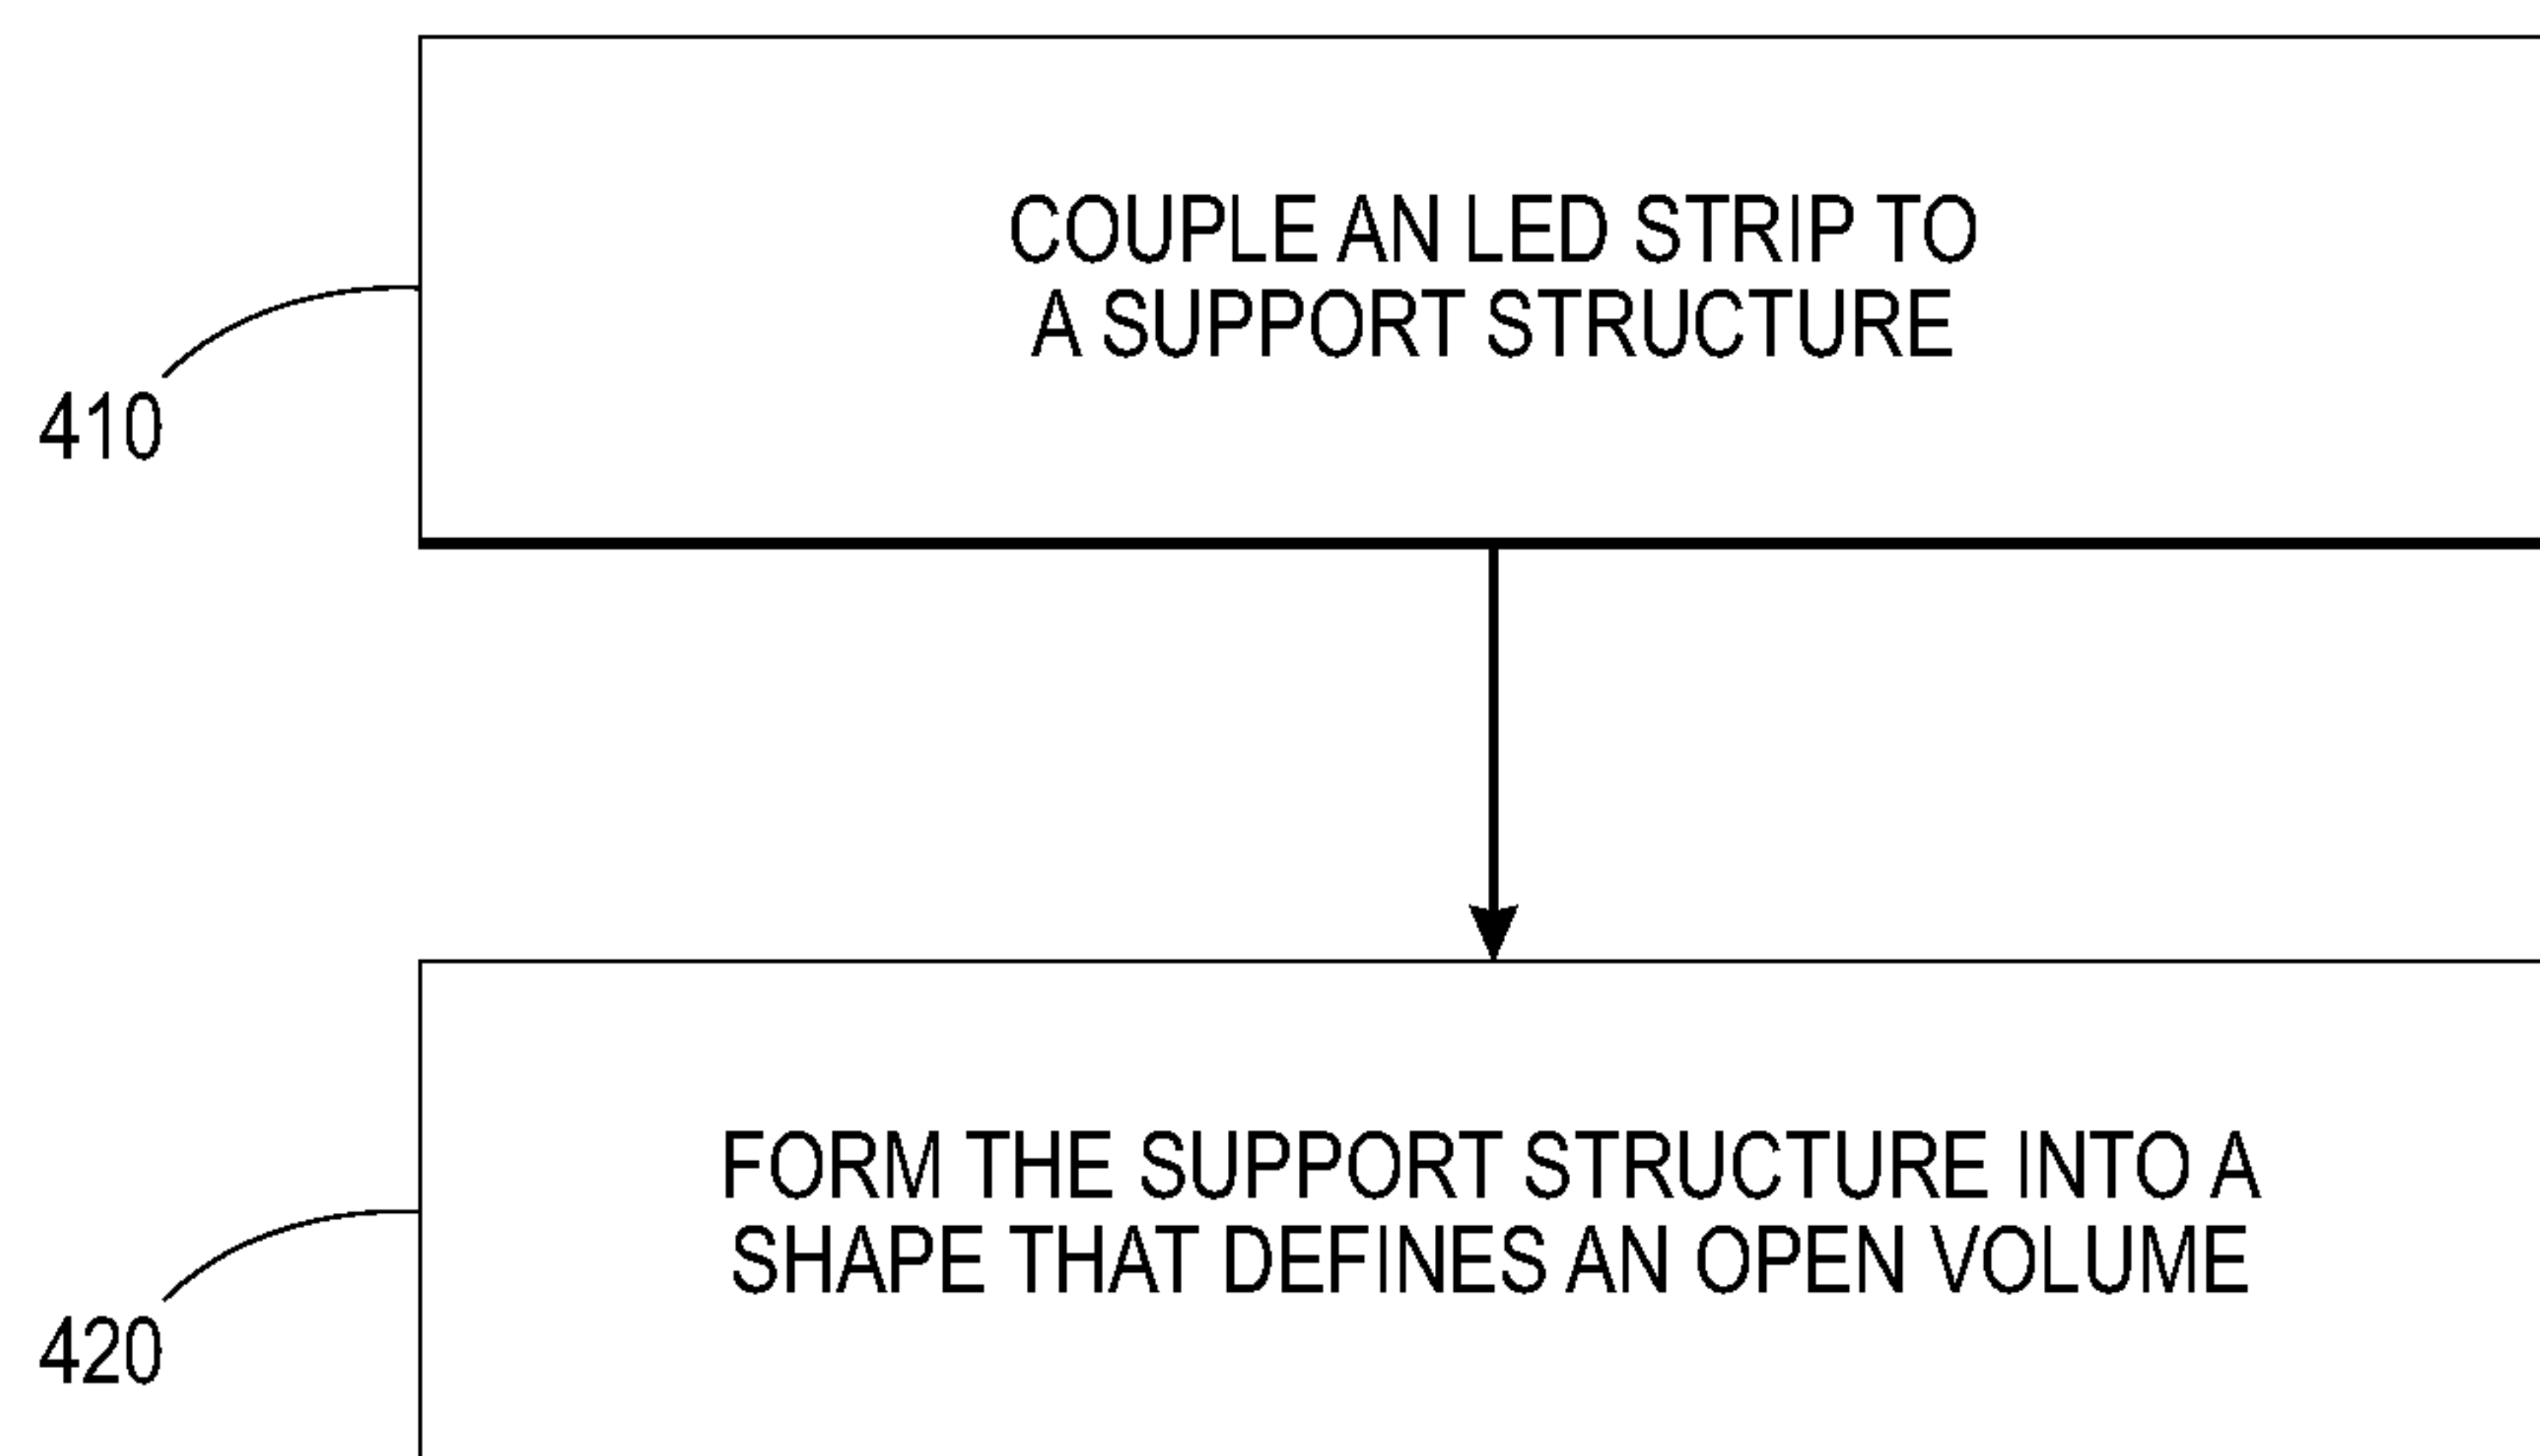 COUPLE AN LED STRIP TO
A SUPPORT STRUCTURE
410
FORM THE SUPPORT STRUCTURE INTO A
SHAPE THAT DEFINES AN OPEN VOLUME
420